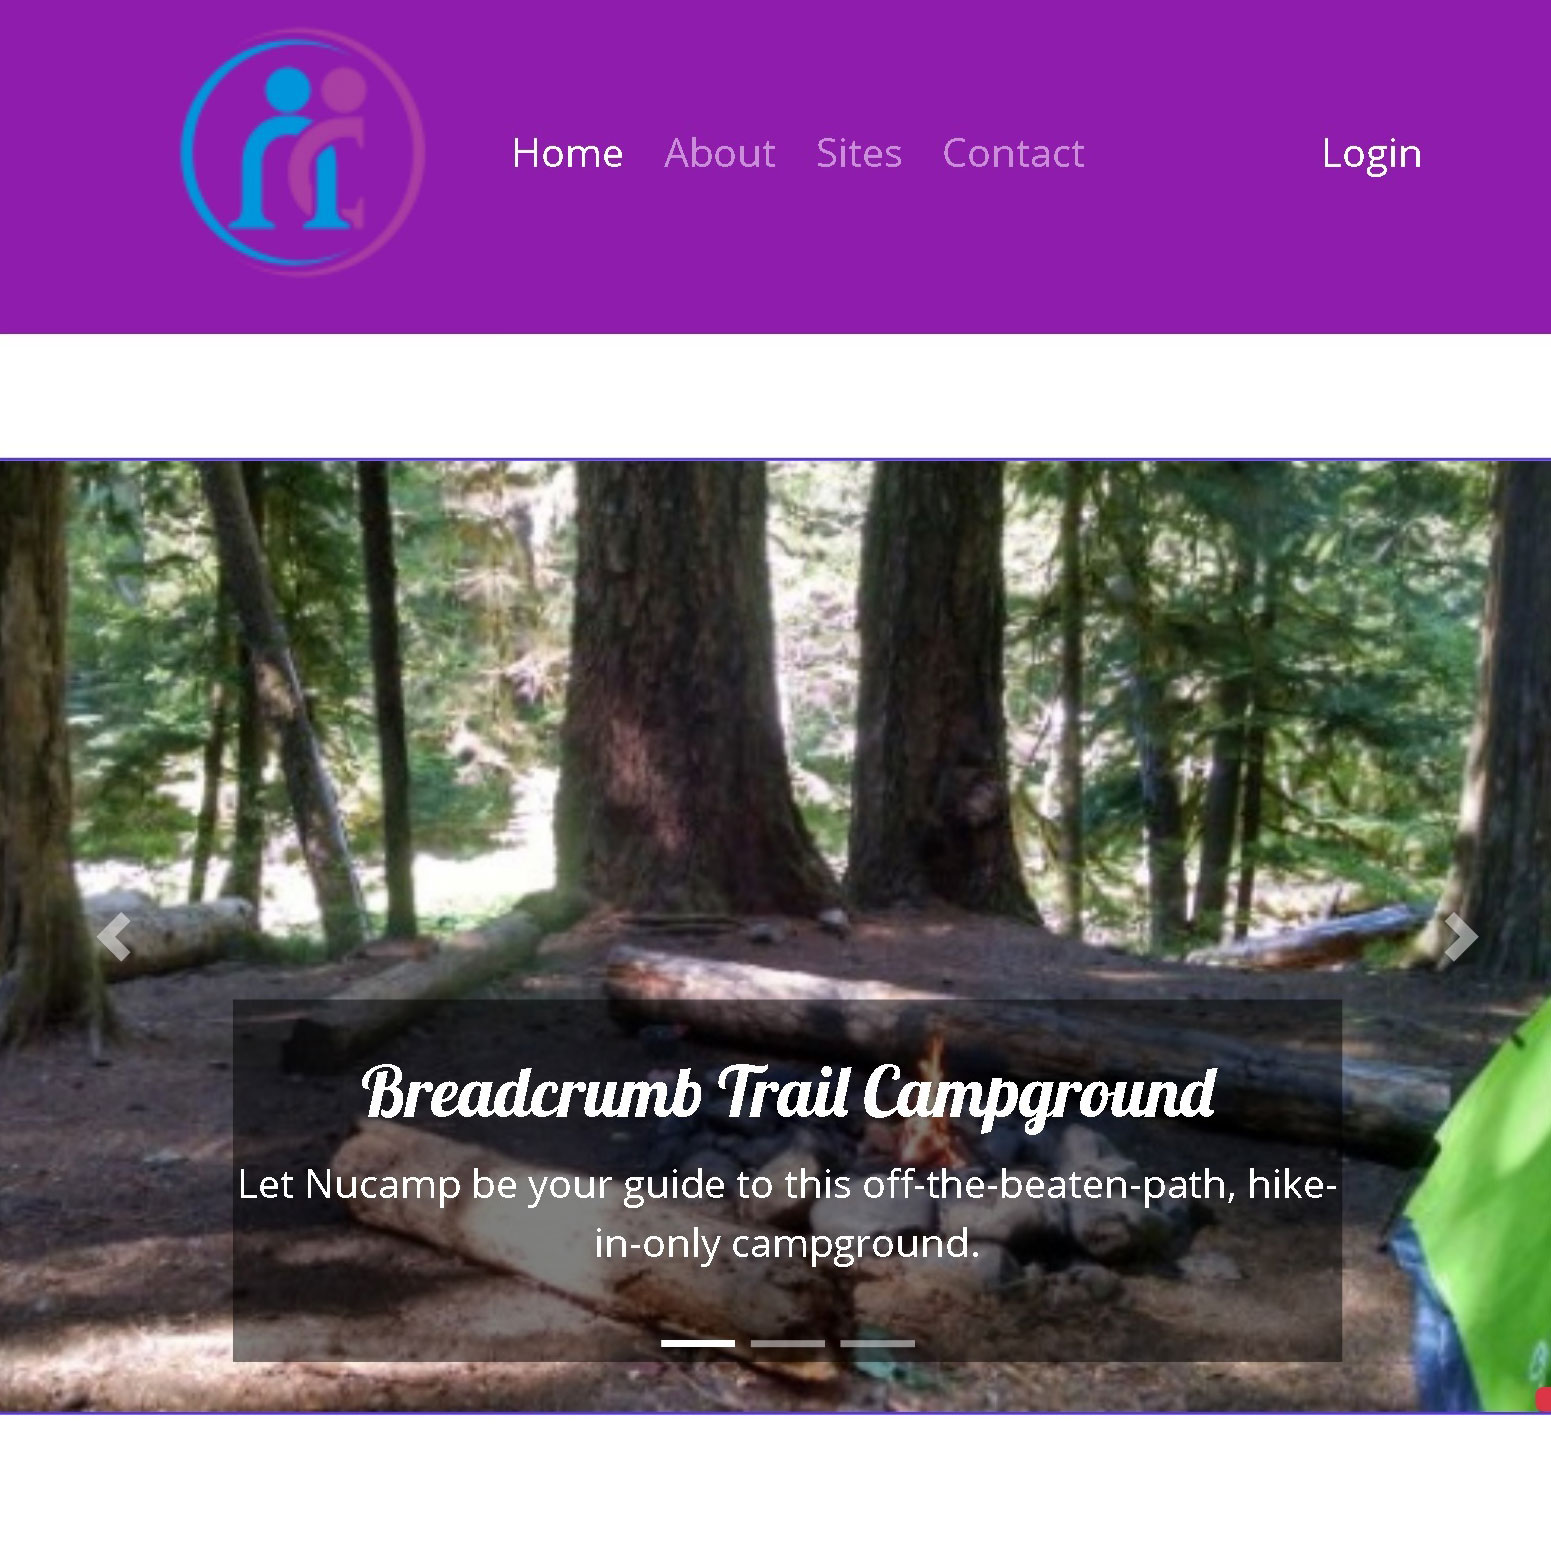 Home About Sites Contact Login
Breadcrumb Trail Campground
Let Nucamp be your guide to this off-the-beaten-path, hike-
in-only campground.